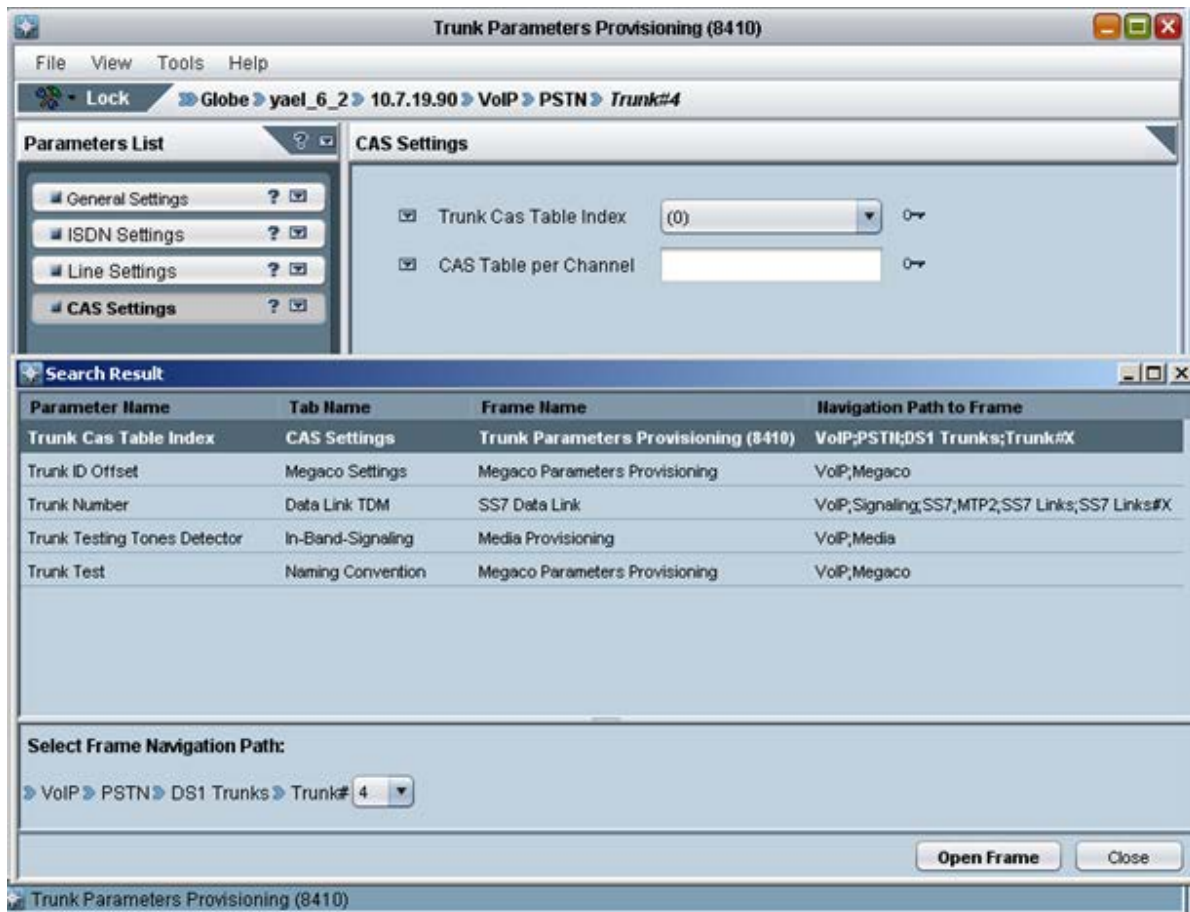 Trunk Parameters Provisioning (8410)
File View Tools Help
Lock Globe yael_6_2 10.7.19.90 VoIP PSTN Trunk#4
Parameters List
General Settings ?
ISDN Settings ?
Line Settings ?
CAS Settings ?
CAS Settings
Trunk Cas Table Index (0)
CAS Table per Channel
Search Result
Parameter Name Tab Name Frame Name Navigation Path to Frame
Trunk Cas Table Index CAS Settings Trunk Parameters Provisioning (8410) VoIP;PSTN;DS1 Trunks;Trunk#X
Trunk ID Offset Megaco Settings Megaco Parameters Provisioning VoIP;Megaco
Trunk Number Data Link TDM SS7 Data Link VoIP;Signaling;SS7;MTP2;SS7 Links;SS7 Links#X
Trunk Testing Tones Detector In-Band-Signaling Media Provisioning VoIP;Media
Trunk Test Naming Convention Megaco Parameters Provisioning VoIP;Megaco
Select Frame Navigation Path:
VoIP PSTN DS1 Trunks Trunk# 4
Open Frame Close
Trunk Parameters Provisioning (8410)